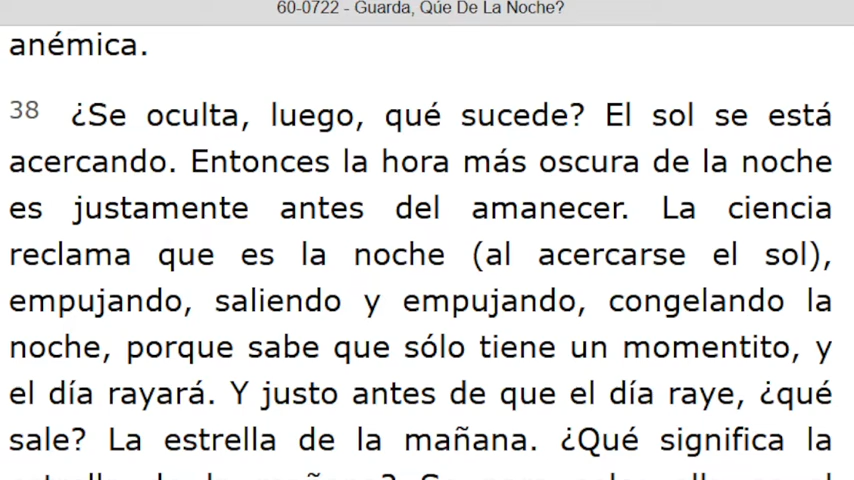 60-0722 - Guarda, Qúe De La Noche?
anémica.
38 ¿Se oculta, luego, qué sucede? El sol se está
acercando. Entonces la hora más oscura de la noche
es justamente antes del amanecer. La ciencia
reclama que es la noche (al acercarse el sol),
empujando, saliendo y empujando, congelando la
noche, porque sabe que sólo tiene un momentito, y
el día rayará. Y justo antes de que el día raye, ¿qué
sale? La estrella de la mañana. ¿Qué significa la